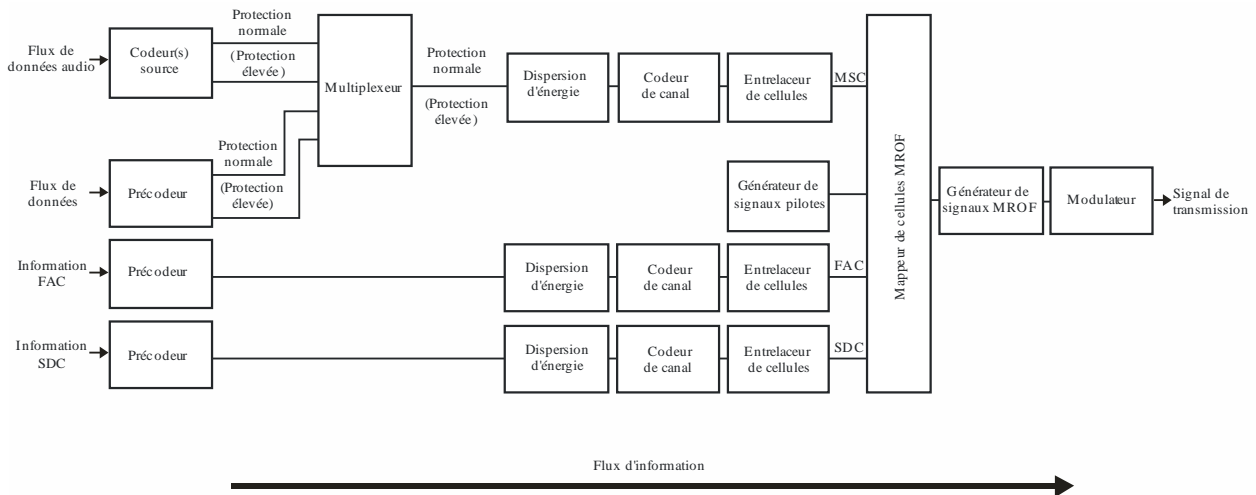 Flux de
données audio
Codeur(s)
source
Protection
normale
(Protection
élevée)
Multiplexeur
Protection
normale
(Protection
élevée)
Dispersion
d'énergie
Codeur
de canal
Entrelaceur
de cellules
MSC
Flux de
données
Précodeur
Protection
normale
(Protection
élevée)
Générateur de
signaux pilotes
Mappeur de cellules MROF
Générateur de
signaux MROF
Modulateur
Signal de
transmission
Information
FAC
Précodeur
Dispersion
d'énergie
Codeur
de canal
Entrelaceur
de cellules
FAC
Information
SDC
Précodeur
Dispersion
d'énergie
Codeur
de canal
Entrelaceur
de cellules
SDC
Flux d'information